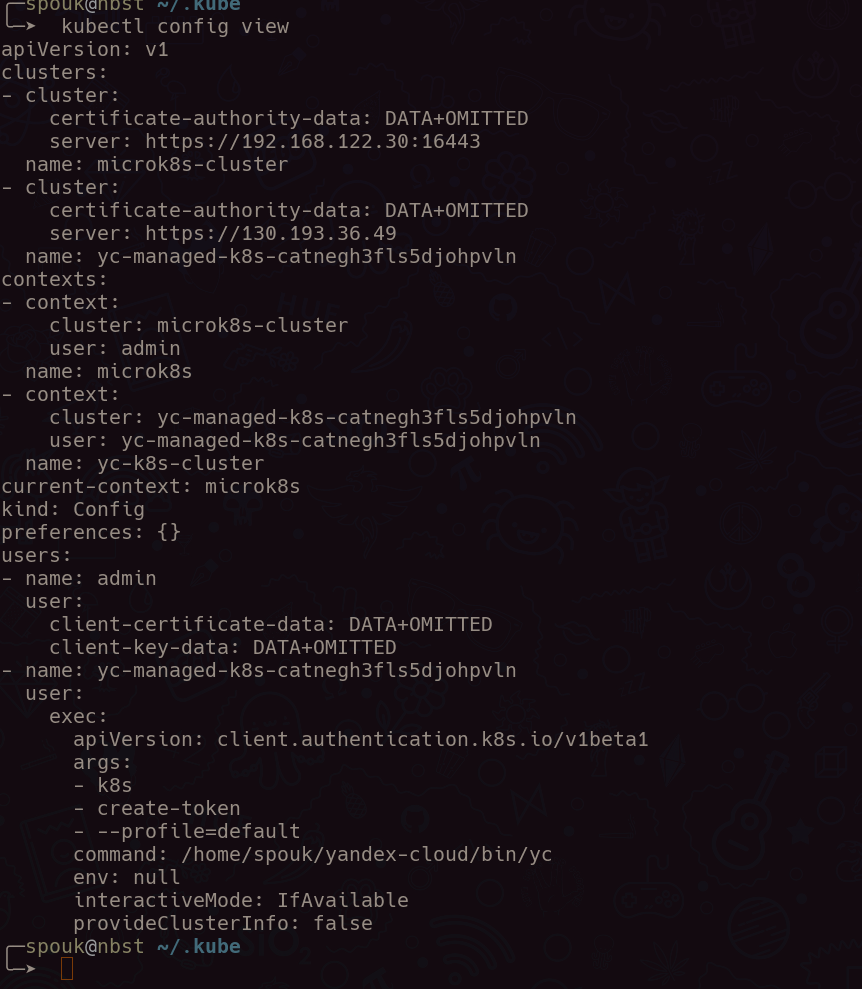 ╭─spouk@nbst ~/.kube
╰─➤  kubectl config view
apiVersion: v1
clusters:
- cluster:
    certificate-authority-data: DATA+OMITTED
    server: https://192.168.122.30:16443
  name: microk8s-cluster
- cluster:
    certificate-authority-data: DATA+OMITTED
    server: https://130.193.36.49
  name: yc-managed-k8s-catnegh3fls5djohpvln
contexts:
- context:
    cluster: microk8s-cluster
    user: admin
  name: microk8s
- context:
    cluster: yc-managed-k8s-catnegh3fls5djohpvln
    user: yc-managed-k8s-catnegh3fls5djohpvln
  name: yc-k8s-cluster
current-context: microk8s
kind: Config
preferences: {}
users:
- name: admin
  user:
    client-certificate-data: DATA+OMITTED
    client-key-data: DATA+OMITTED
- name: yc-managed-k8s-catnegh3fls5djohpvln
  user:
    exec:
      apiVersion: client.authentication.k8s.io/v1beta1
      args:
      - k8s
      - create-token
      - --profile=default
      command: /home/spouk/yandex-cloud/bin/yc
      env: null
      interactiveMode: IfAvailable
      provideClusterInfo: false
╭─spouk@nbst ~/.kube
╰─➤